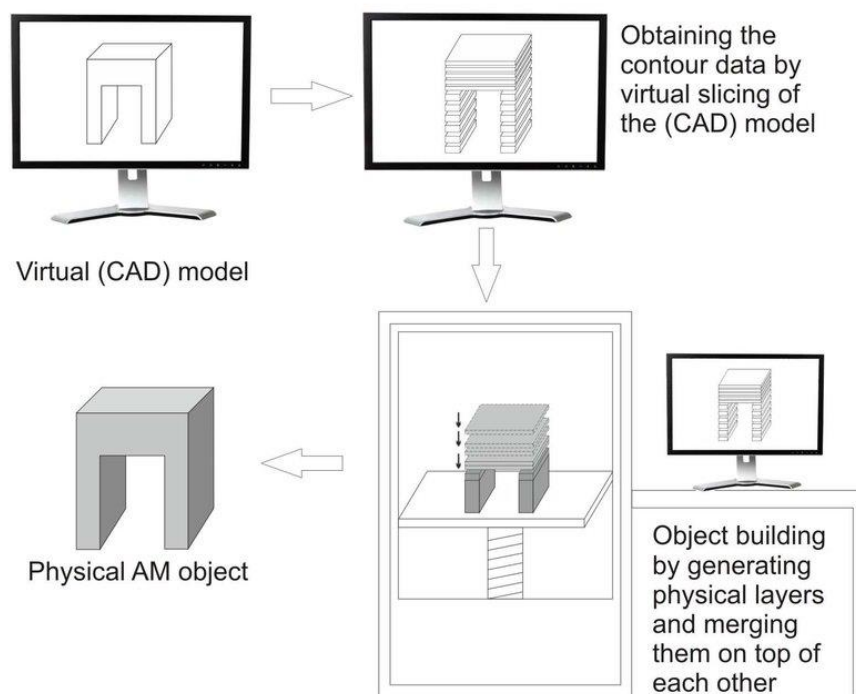 Obtaining the
contour data by
virtual slicing of
the (CAD) model
Virtual (CAD) model
Physical AM object
Object building
by generating
physical layers
and merging
them on top of
each other